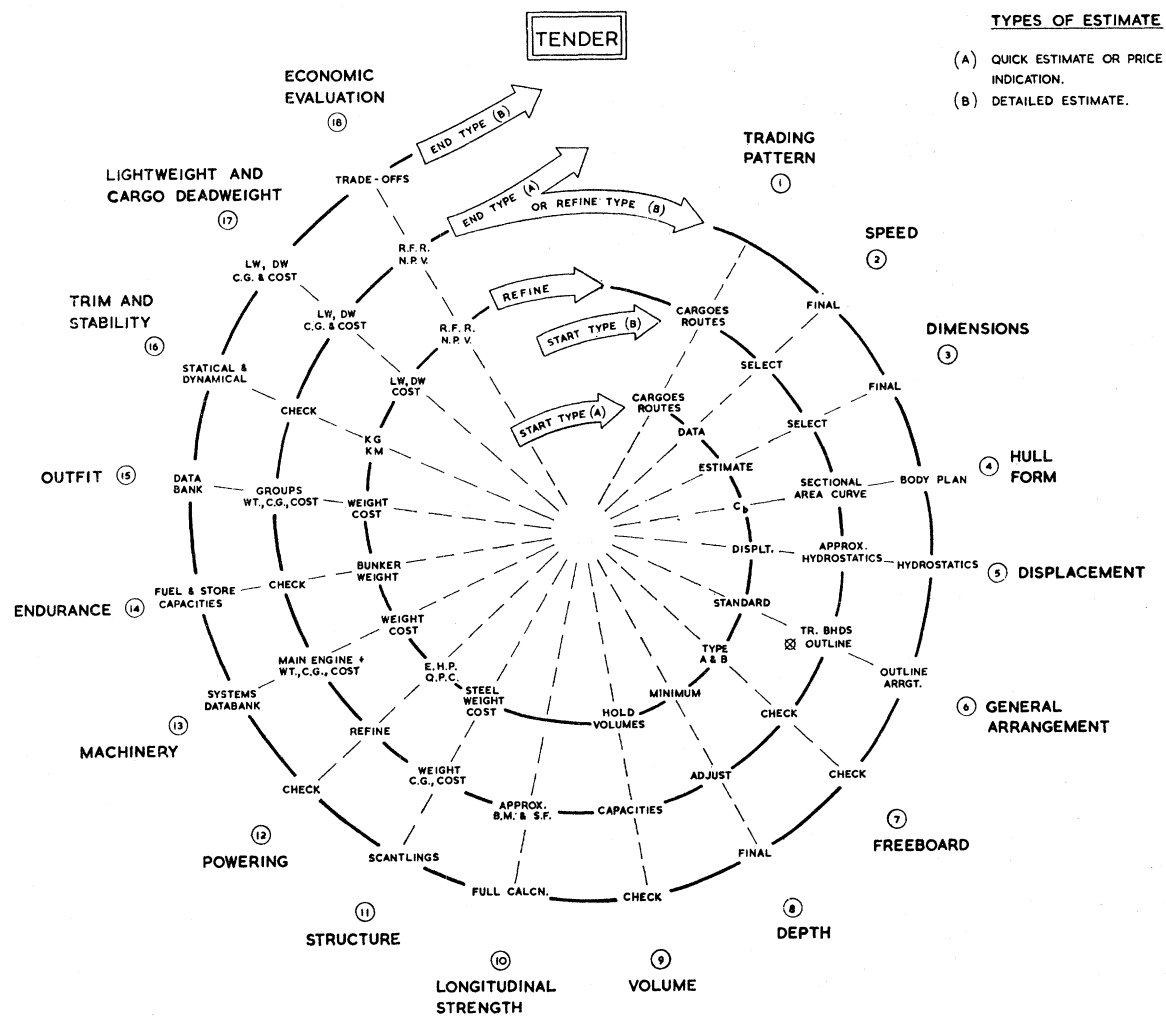 TENDER
TYPES OF ESTIMATE
(A) QUICK ESTIMATE OR PRICE
INDICATION.
(B) DETAILED ESTIMATE.
ECONOMIC
EVALUATION
18
END TYPE (B)
TRADING
PATTERN
1
LIGHTWEIGHT AND
CARGO DEADWEIGHT
17
TRADE-OFFS
END TYPE (A)
OR REFINE TYPE (B)
SPEED
2
R.F.R.
N.P.V.
LW, DW
C.G. & COST
TRIM AND
STABILITY
16
REFINE
START TYPE (B)
CARGOES
ROUTES
FINAL
DIMENSIONS
3
LW, DW
C.G. & COST
R.F.R.
N.P.V.
STATICAL &
DYNAMICAL
SELECT
FINAL
LW, DW
COST
START TYPE (A)
CARGOES
ROUTES
CHECK
DATA
SELECT
KG
KM
ESTIMATE
OUTFIT 15
DATA
BANK
GROUPS
WT., C.G., COST
WEIGHT
COST
Cb
SECTIONAL
AREA CURVE
BODY PLAN
4 HULL
FORM
DISPLT.
APPROX.
HYDROSTATICS
HYDROSTATICS
5 DISPLACEMENT
ENDURANCE 14
FUEL & STORE
CAPACITIES
CHECK
BUNKER
WEIGHT
STANDARD
WEIGHT
COST
TR. BHDS
OUTLINE
OUTLINE
ARRGT.
6 GENERAL
ARRANGEMENT
TYPE
A & B
MAIN ENGINE +
WT., C.G., COST
E.H.P.
Q.P.C.
SYSTEMS
DATABANK
13
MACHINERY
STEEL
WEIGHT
COST
MINIMUM
HOLD
VOLUMES
CHECK
REFINE
WEIGHT
C.G., COST
ADJUST
CHECK
CHECK
APPROX.
B.M. & S.F.
CAPACITIES
7
FREEBOARD
12
POWERING
SCANTLINGS
FINAL
FULL CALCN.
CHECK
8
DEPTH
11
STRUCTURE
10
LONGITUDINAL
STRENGTH
9
VOLUME